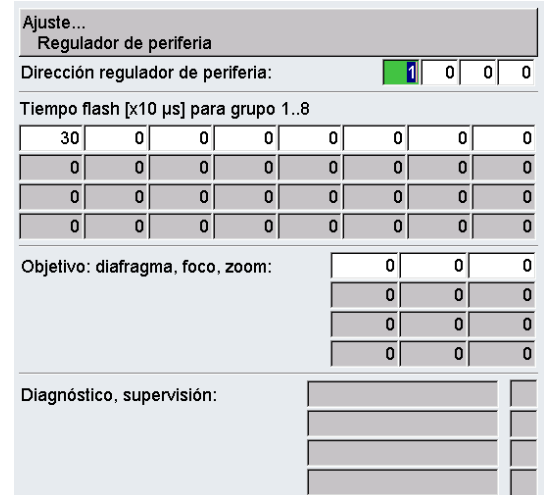 Ajuste...
Regulador de periferia
Dirección regulador de periferia: 1 0 0 0
Tiempo flash [x10 µs] para grupo 1..8
30 0 0 0 0 0 0 0
0 0 0 0 0 0 0 0
0 0 0 0 0 0 0 0
0 0 0 0 0 0 0 0
Objetivo: diafragma, foco, zoom: 0 0 0
0 0 0
0 0 0
0 0 0
Diagnóstico, supervisión: